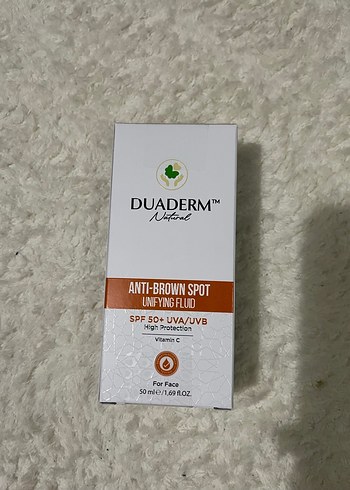 DUADERM™
Natural
ANTI-BROWN SPOT
UNIFYING FLUID
SPF 50+ UVA/UVB
High Protection
Vitamin C
For Face
50 ml ℮/1,69 fl.OZ.